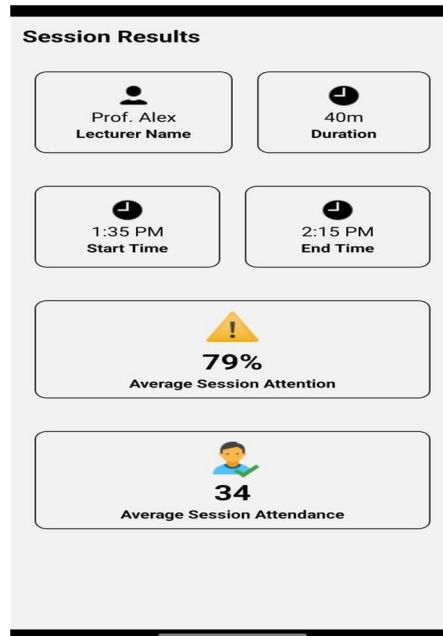 Session Results
Prof. Alex
Lecturer Name
40m
Duration
1:35 PM
Start Time
2:15 PM
End Time
79%
Average Session Attention
34
Average Session Attendance